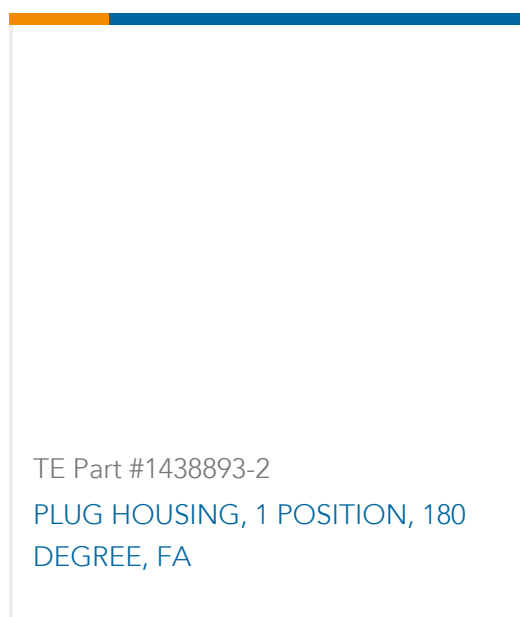 TE Part #1438893-2
PLUG HOUSING, 1 POSITION, 180
DEGREE, FA